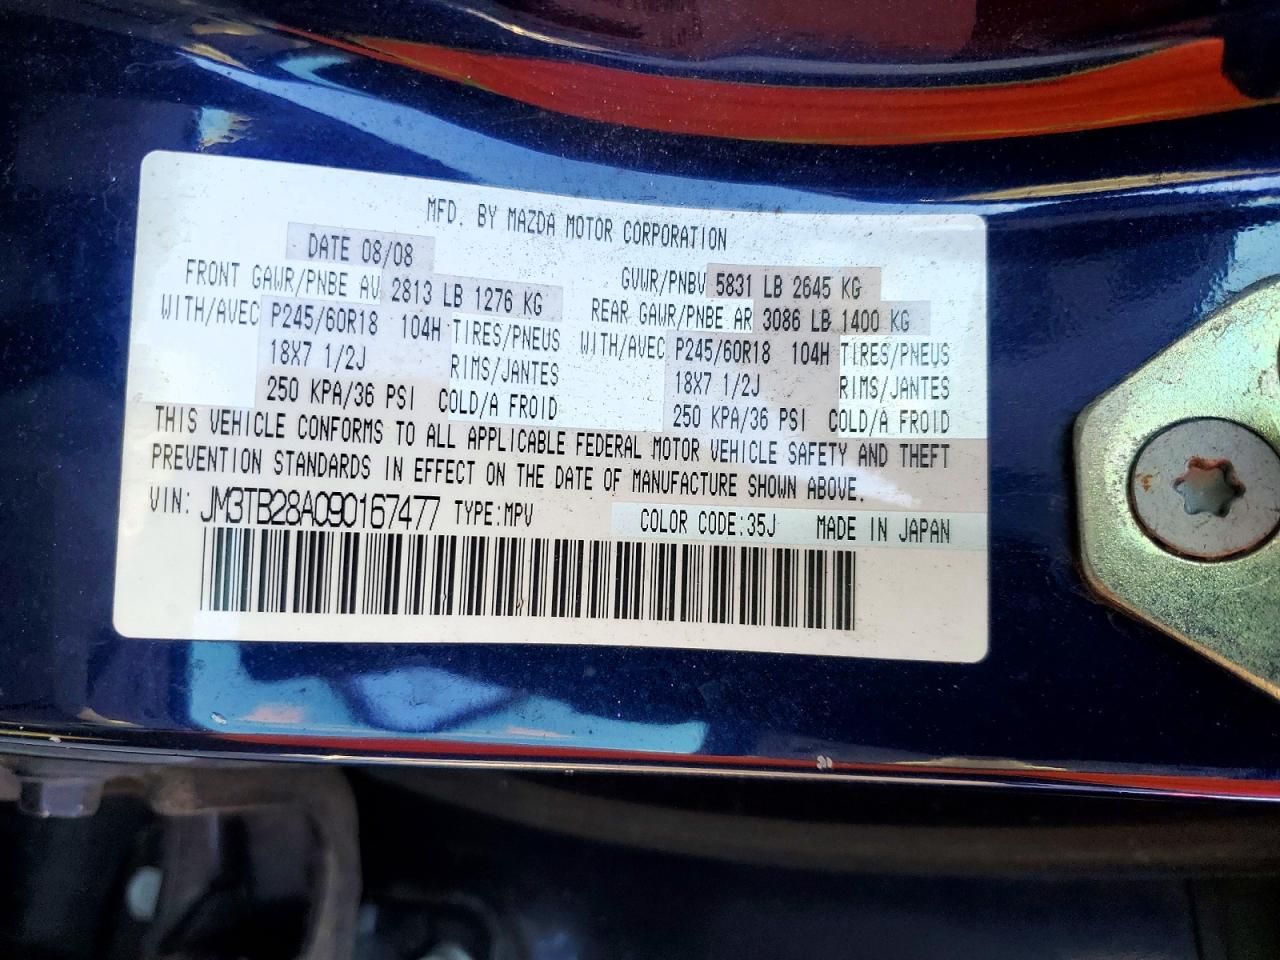 MFD. BY MAZDA MOTOR CORPORATION
DATE 08/08 GVWR/PNBV 5831 LB 2645 KG
FRONT GAWR/PNBE AV 2813 LB 1276 KG REAR GAWR/PNBE AR 3086 LB 1400 KG
WITH/AVEC P245/60R18 104H TIRES/PNEUS WITH/AVEC P245/60R18 104H TIRES/PNEUS
18X7 1/2J RIMS/JANTES 18X7 1/2J RIMS/JANTES
250 KPA/36 PSI COLD/A FROID 250 KPA/36 PSI COLD/A FROID
THIS VEHICLE CONFORMS TO ALL APPLICABLE FEDERAL MOTOR VEHICLE SAFETY AND THEFT
PREVENTION STANDARDS IN EFFECT ON THE DATE OF MANUFACTURE SHOWN ABOVE.
VIN: JM3TB28A090167477 TYPE:MPV COLOR CODE:35J MADE IN JAPAN